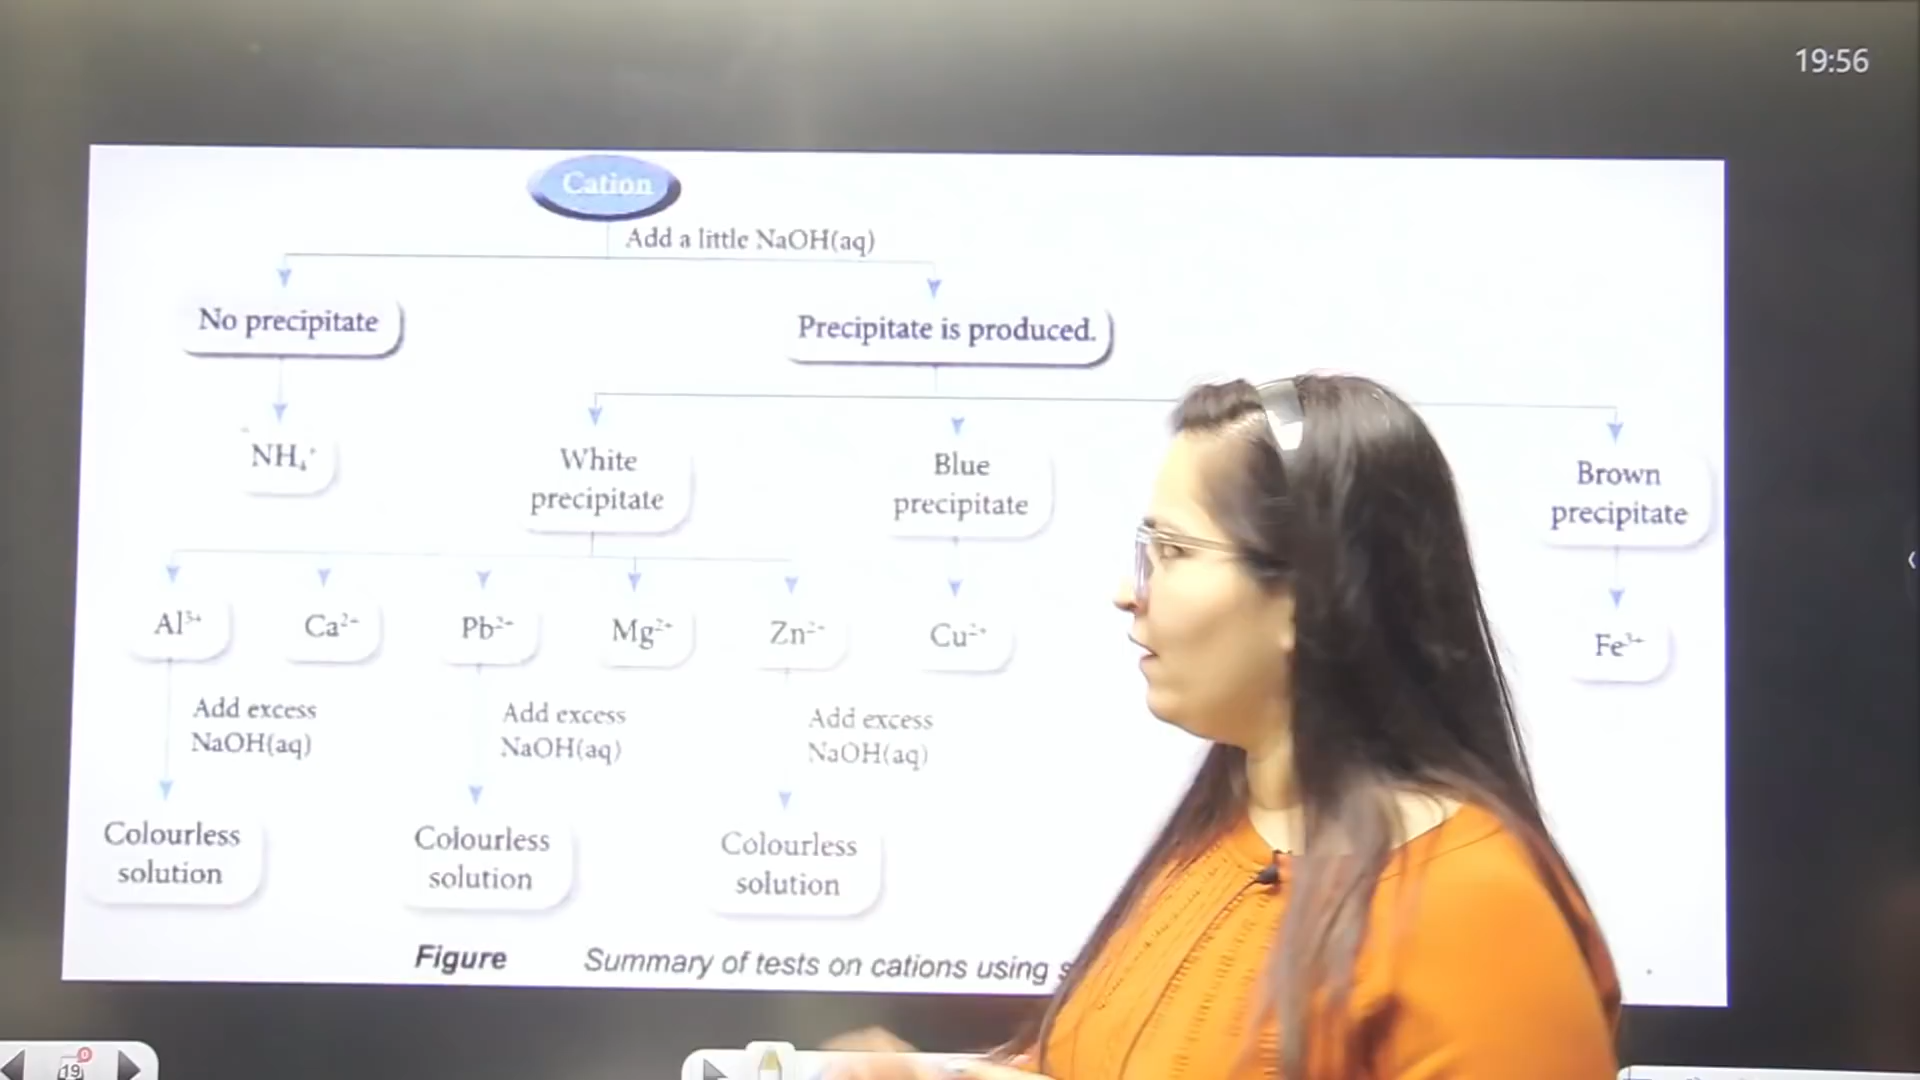 19:56
Cation
Add a little NaOH(aq)
No precipitate
Precipitate is produced.
NH₄⁺
White
precipitate
Blue
precipitate
Brown
precipitate
Al³⁺
Ca²⁺
Pb²⁺
Mg²⁺
Zn²⁺
Cu²⁺
Fe³⁺
Add excess
NaOH(aq)
Add excess
NaOH(aq)
Add excess
NaOH(aq)
Colourless
solution
Colourless
solution
Colourless
solution
Figure Summary of tests on cations using
19
0